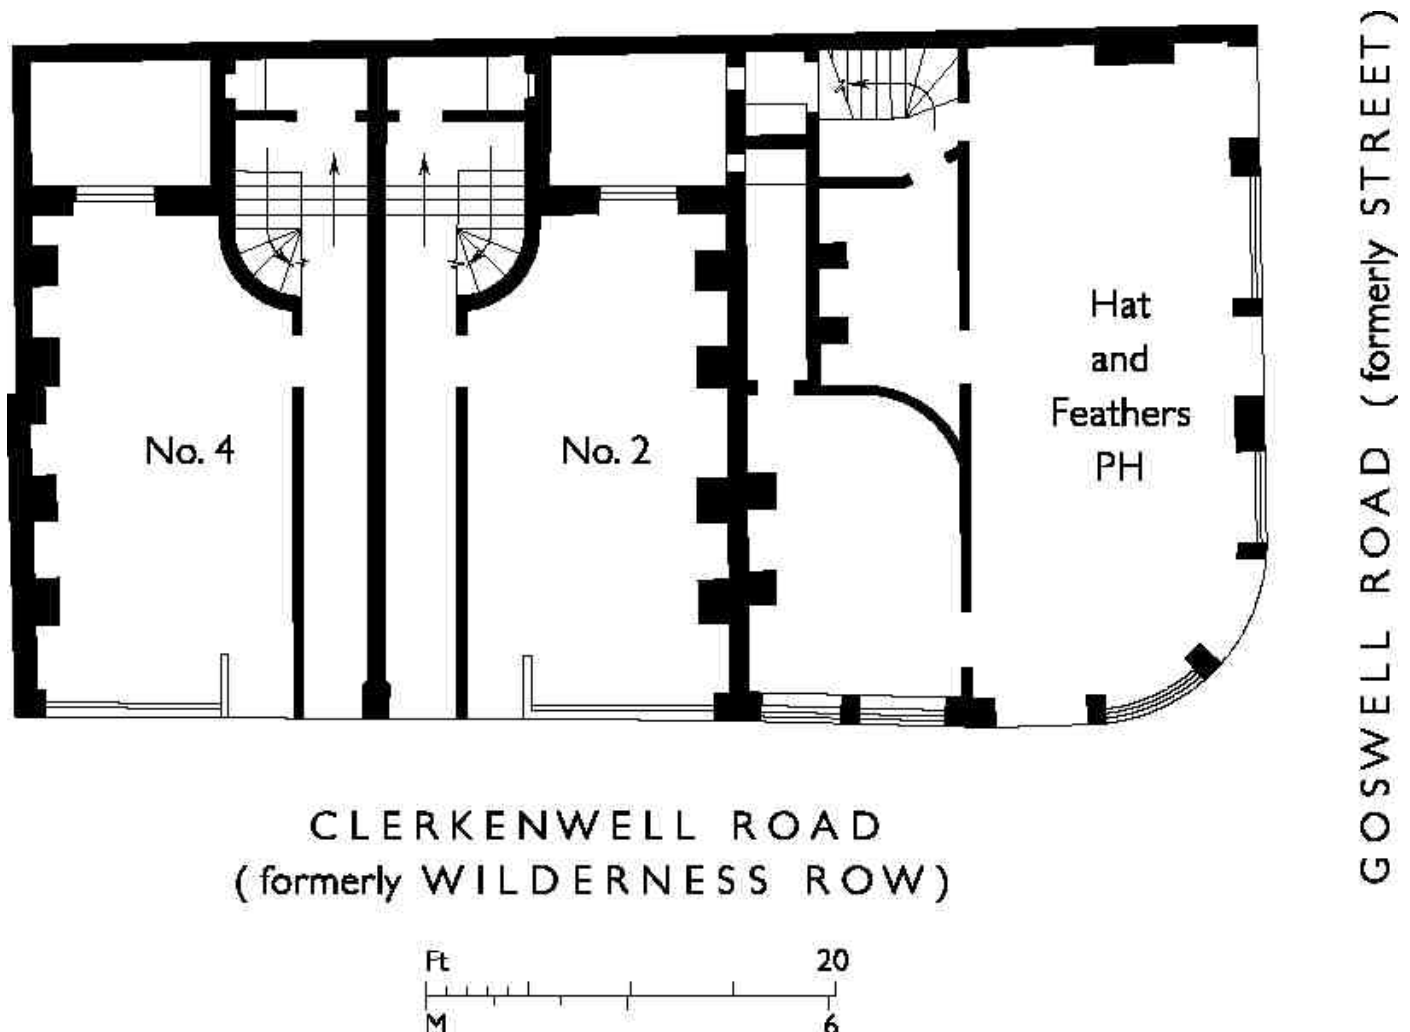 No. 4
No. 2
Hat
and
Feathers
PH
GOSWELL ROAD (formerly STREET)
CLERKENWELL ROAD
(formerly WILDERNESS ROW)
Ft 20
M 6